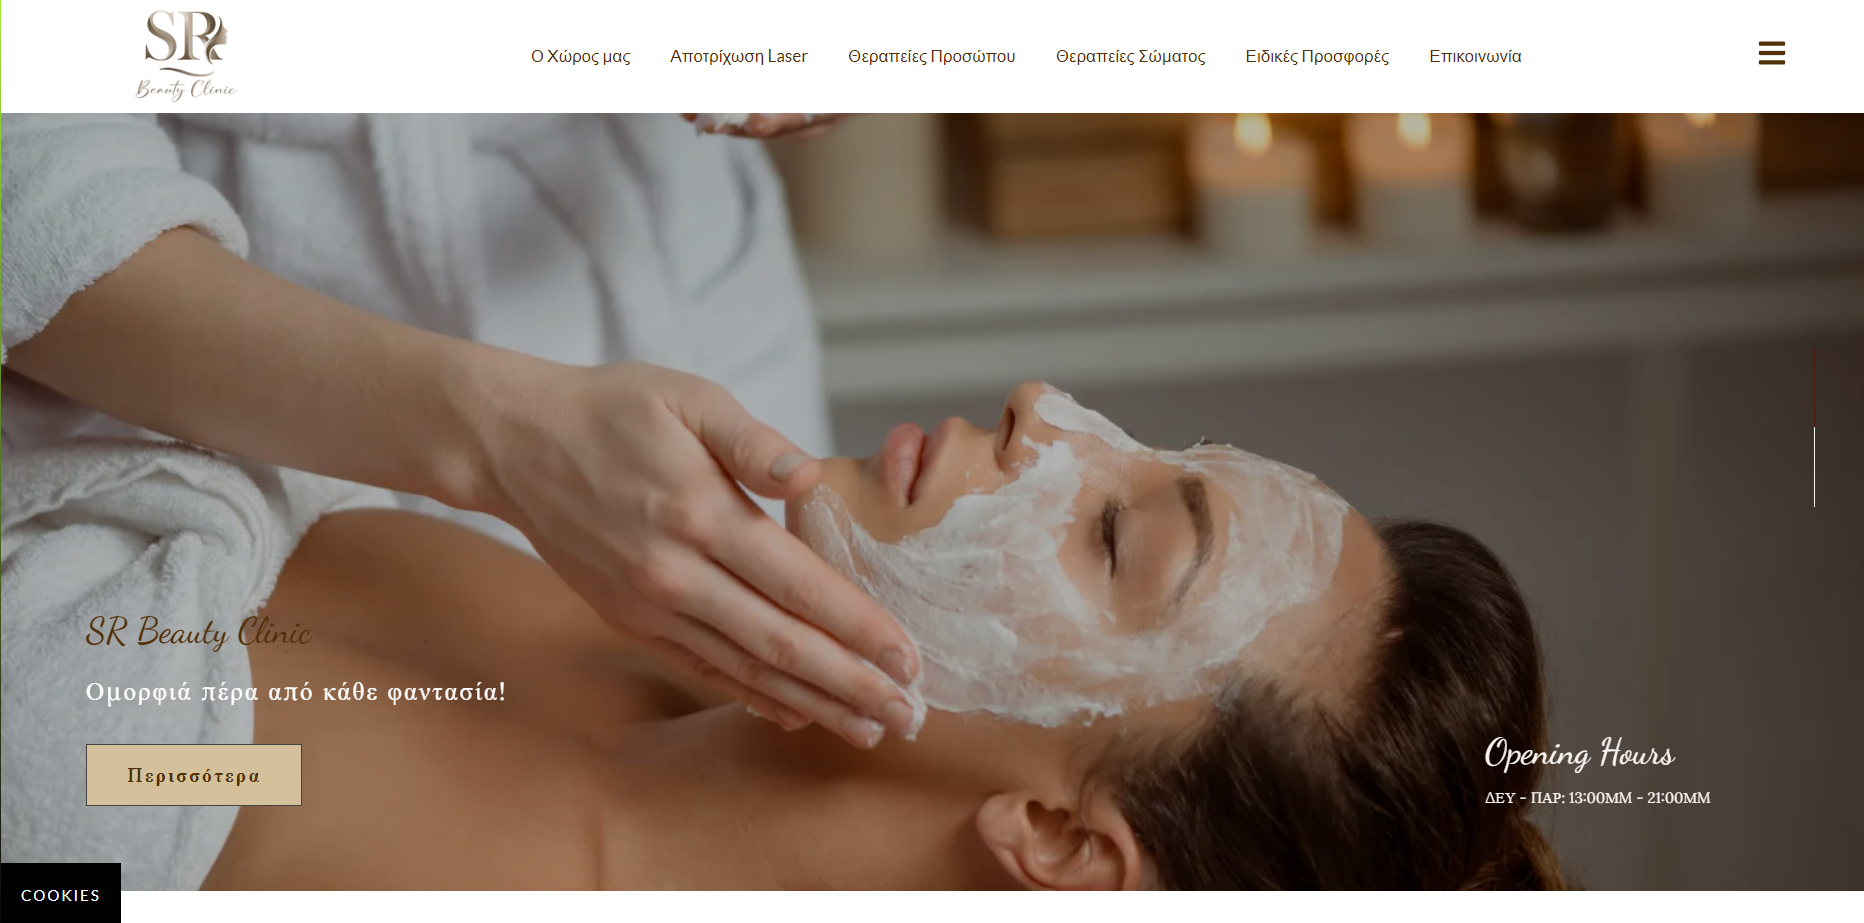 SR
Beauty Clinic
Ο Χώρος μας
Αποτρίχωση Laser
Θεραπείες Προσώπου
Θεραπείες Σώματος
Ειδικές Προσφορές
Επικοινωνία
SR Beauty Clinic
Ομορφιά πέρα από κάθε φαντασία!
Περισσότερα
Opening Hours
ΔΕΥ - ΠΑΡ: 13:00ΜΜ - 21:00ΜΜ
COOKIES